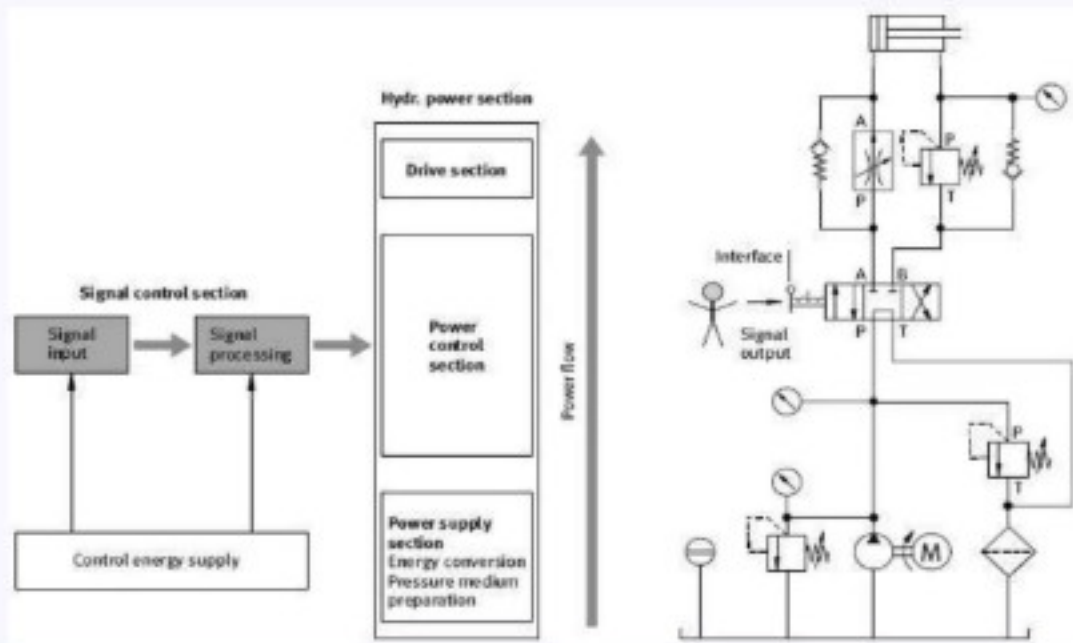 Hydr. power section
Drive section
Signal control section
Signal
input
Signal
processing
Power
control
section
Power flow
Power supply
section
Energy conversion
Pressure medium
preparation
Control energy supply
A
P
P
T
Interface
A
B
Signal
output
P
T
P
T
M